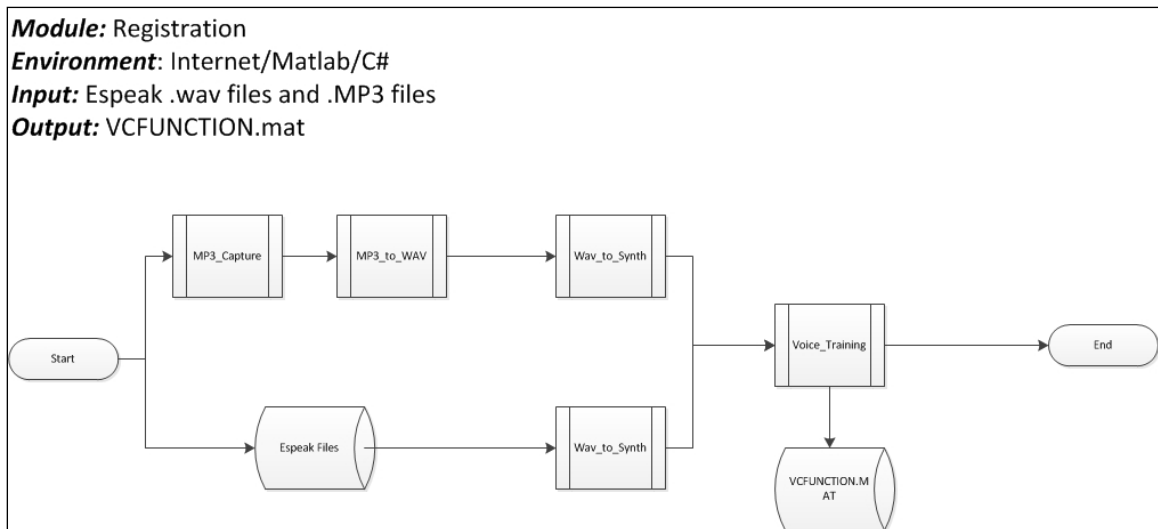 Module: Registration
Environment: Internet/Matlab/C#
Input: Espeak .wav files and .MP3 files
Output: VCFUNCTION.mat
MP3_Capture
MP3_to_WAV
Wav_to_Synth
Start
Voice_Training
End
Espeak Files
Wav_to_Synth
VCFUNCTION.M
AT